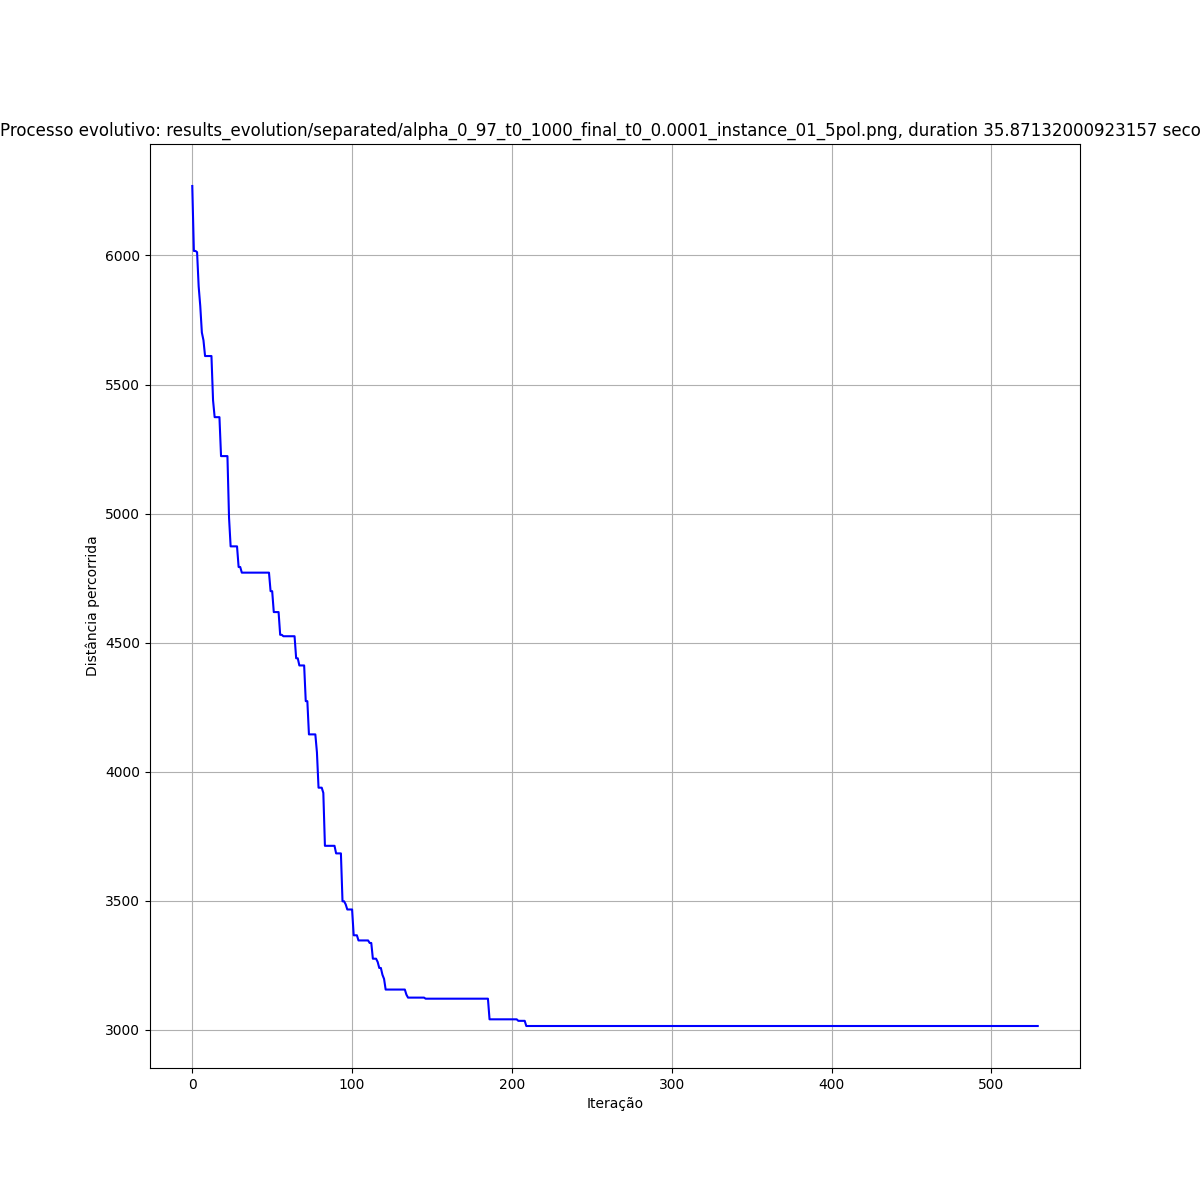 Processo evolutivo: results_evolution/separated/alpha_0_97_t0_1000_final_t0_0.0001_instance_01_5pol.png, duration 35.87132000923157 seco
6000
5500
5000
4500
4000
3500
3000
Distância percorrida
0 100 200 300 400 500
Iteração